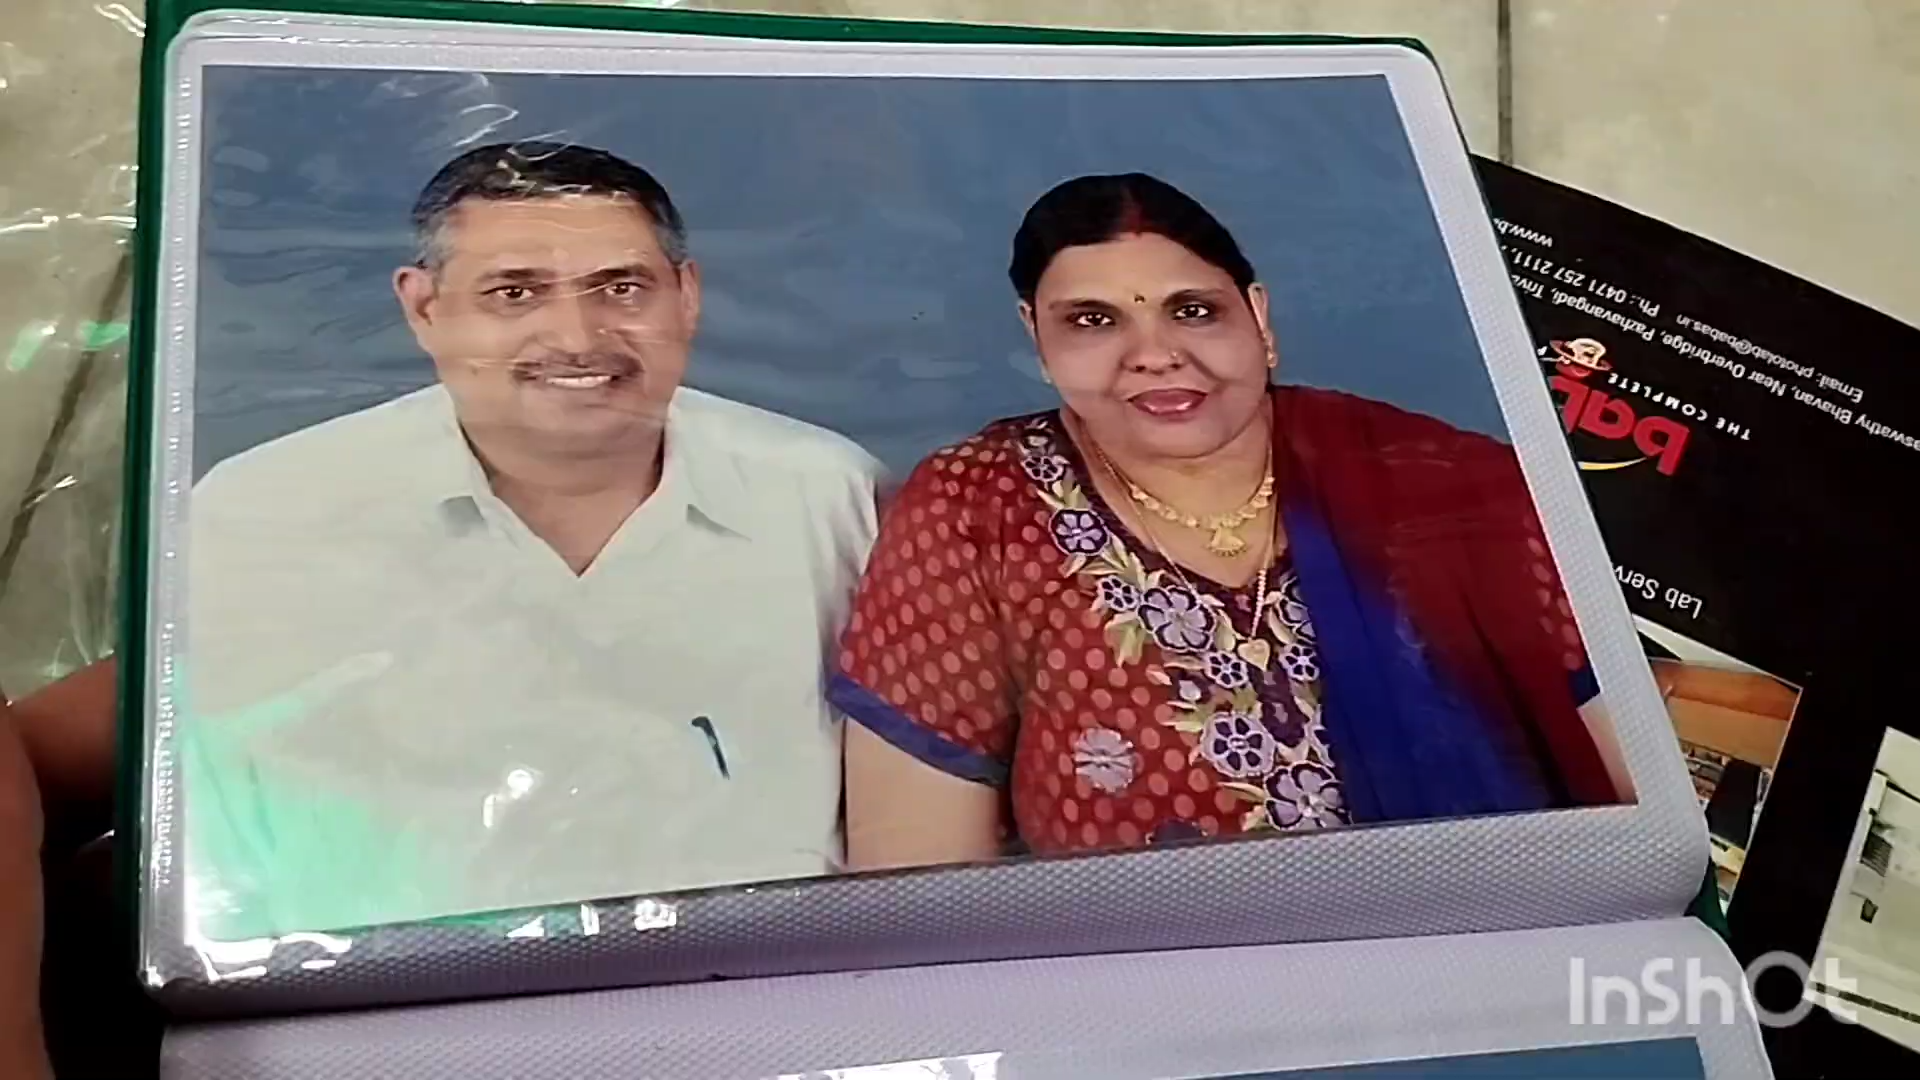 baba
THE COMPLETE
aswathy Bhavan, Near Overbridge, Pazhavangadi,
Ph.: 0471 257 2111,
Email: photolab@babas.in
www.b
Lab Serv
InShOt